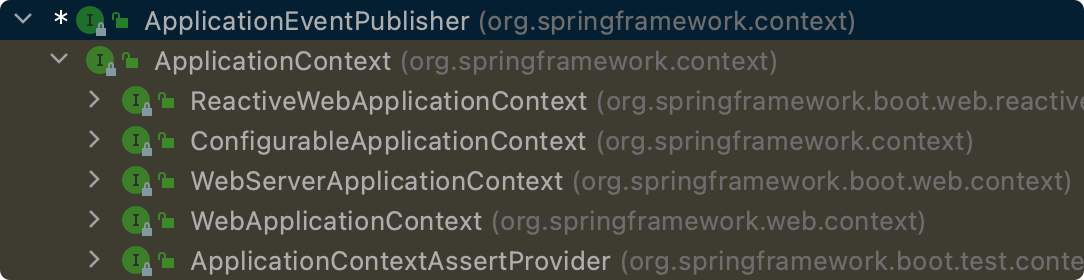 * I ApplicationEventPublisher (org.springframework.context)
I ApplicationContext (org.springframework.context)
I ReactiveWebApplicationContext (org.springframework.boot.web.reactive
I ConfigurableApplicationContext (org.springframework.context)
I WebServerApplicationContext (org.springframework.boot.web.context)
I WebApplicationContext (org.springframework.web.context)
I ApplicationContextAssertProvider (org.springframework.boot.test.conte